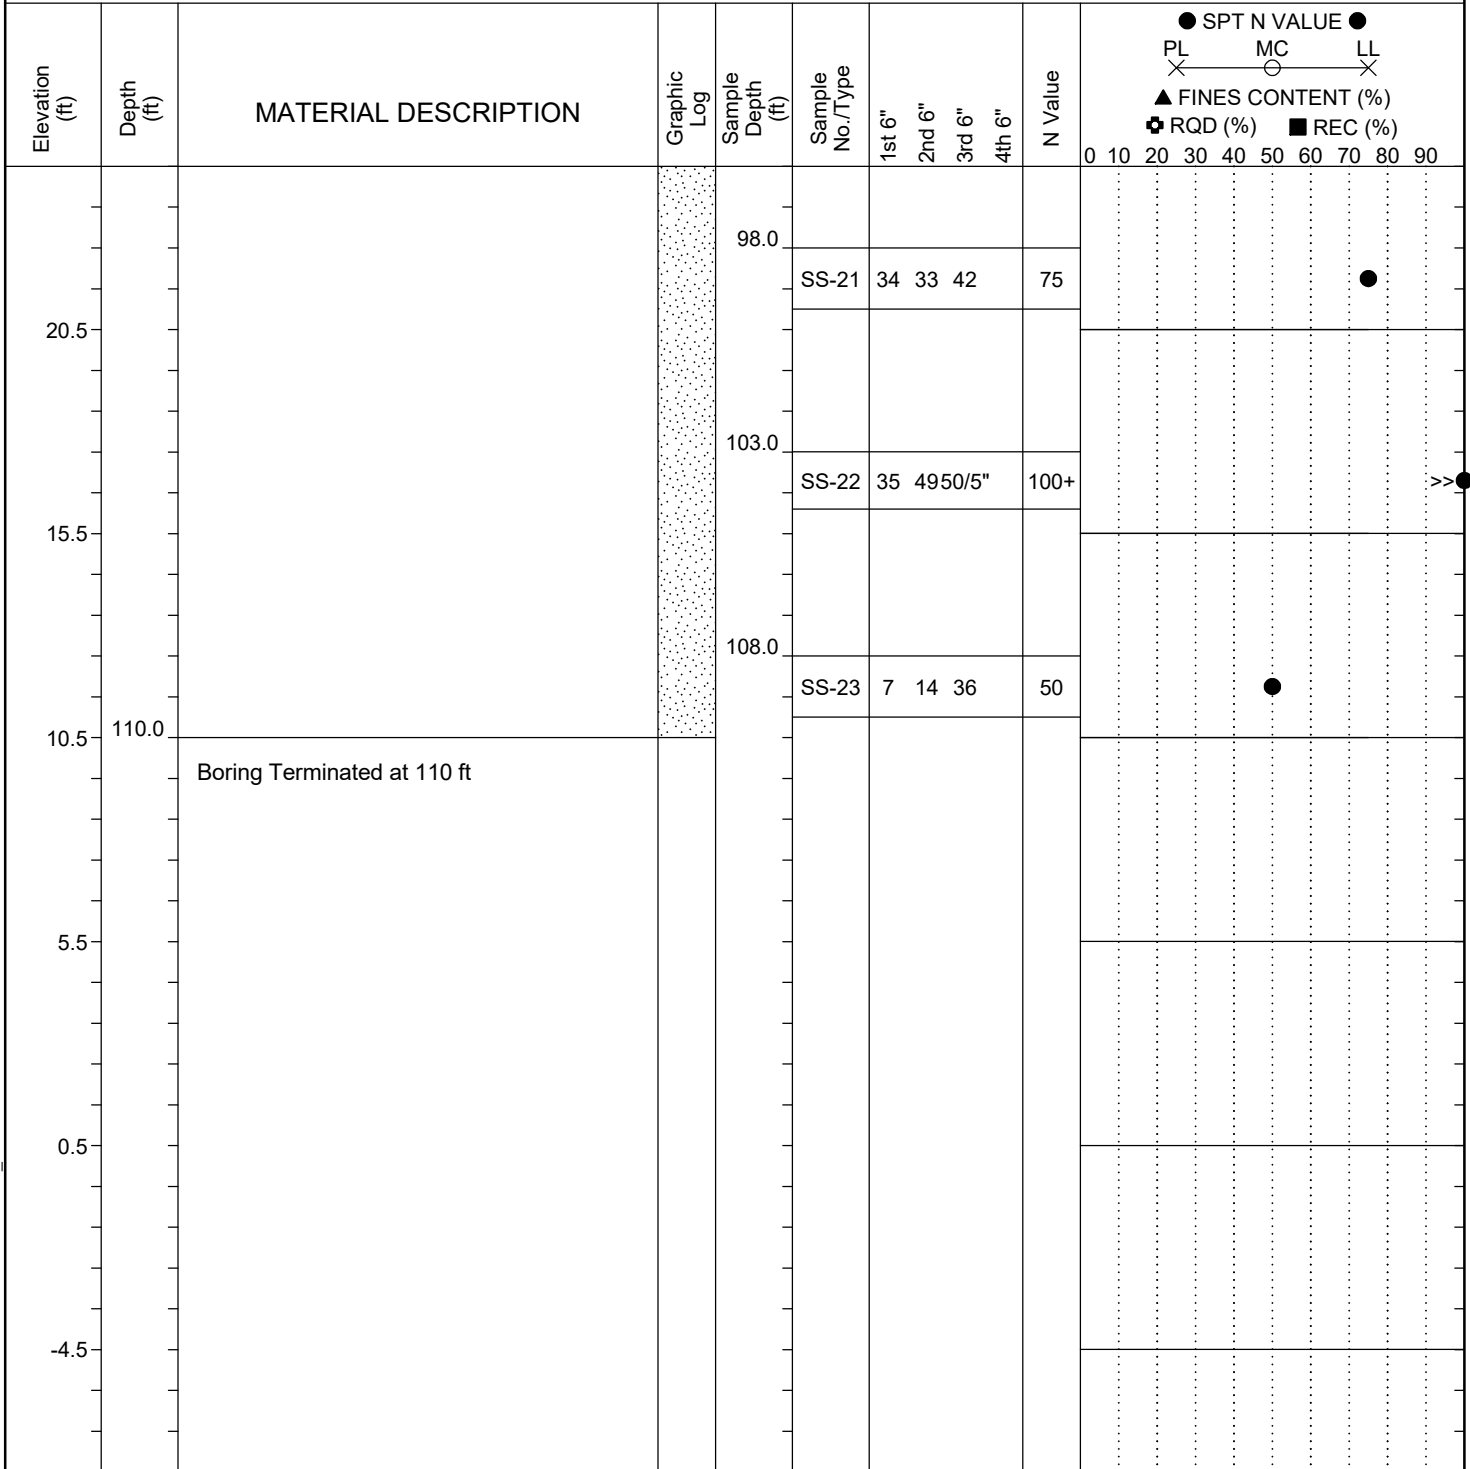 Elevation (ft)
Depth (ft)
MATERIAL DESCRIPTION
Graphic Log
Sample Depth (ft)
Sample No./Type
1st 6"
2nd 6"
3rd 6"
4th 6"
N Value
SPT N VALUE
PL MC LL
FINES CONTENT (%)
RQD (%) REC (%)
0 10 20 30 40 50 60 70 80 90
98.0
SS-21 34 33 42 75
20.5
103.0
SS-22 35 49 50/5" 100+ >>
15.5
108.0
SS-23 7 14 36 50
110.0
10.5
Boring Terminated at 110 ft
5.5
0.5
-4.5